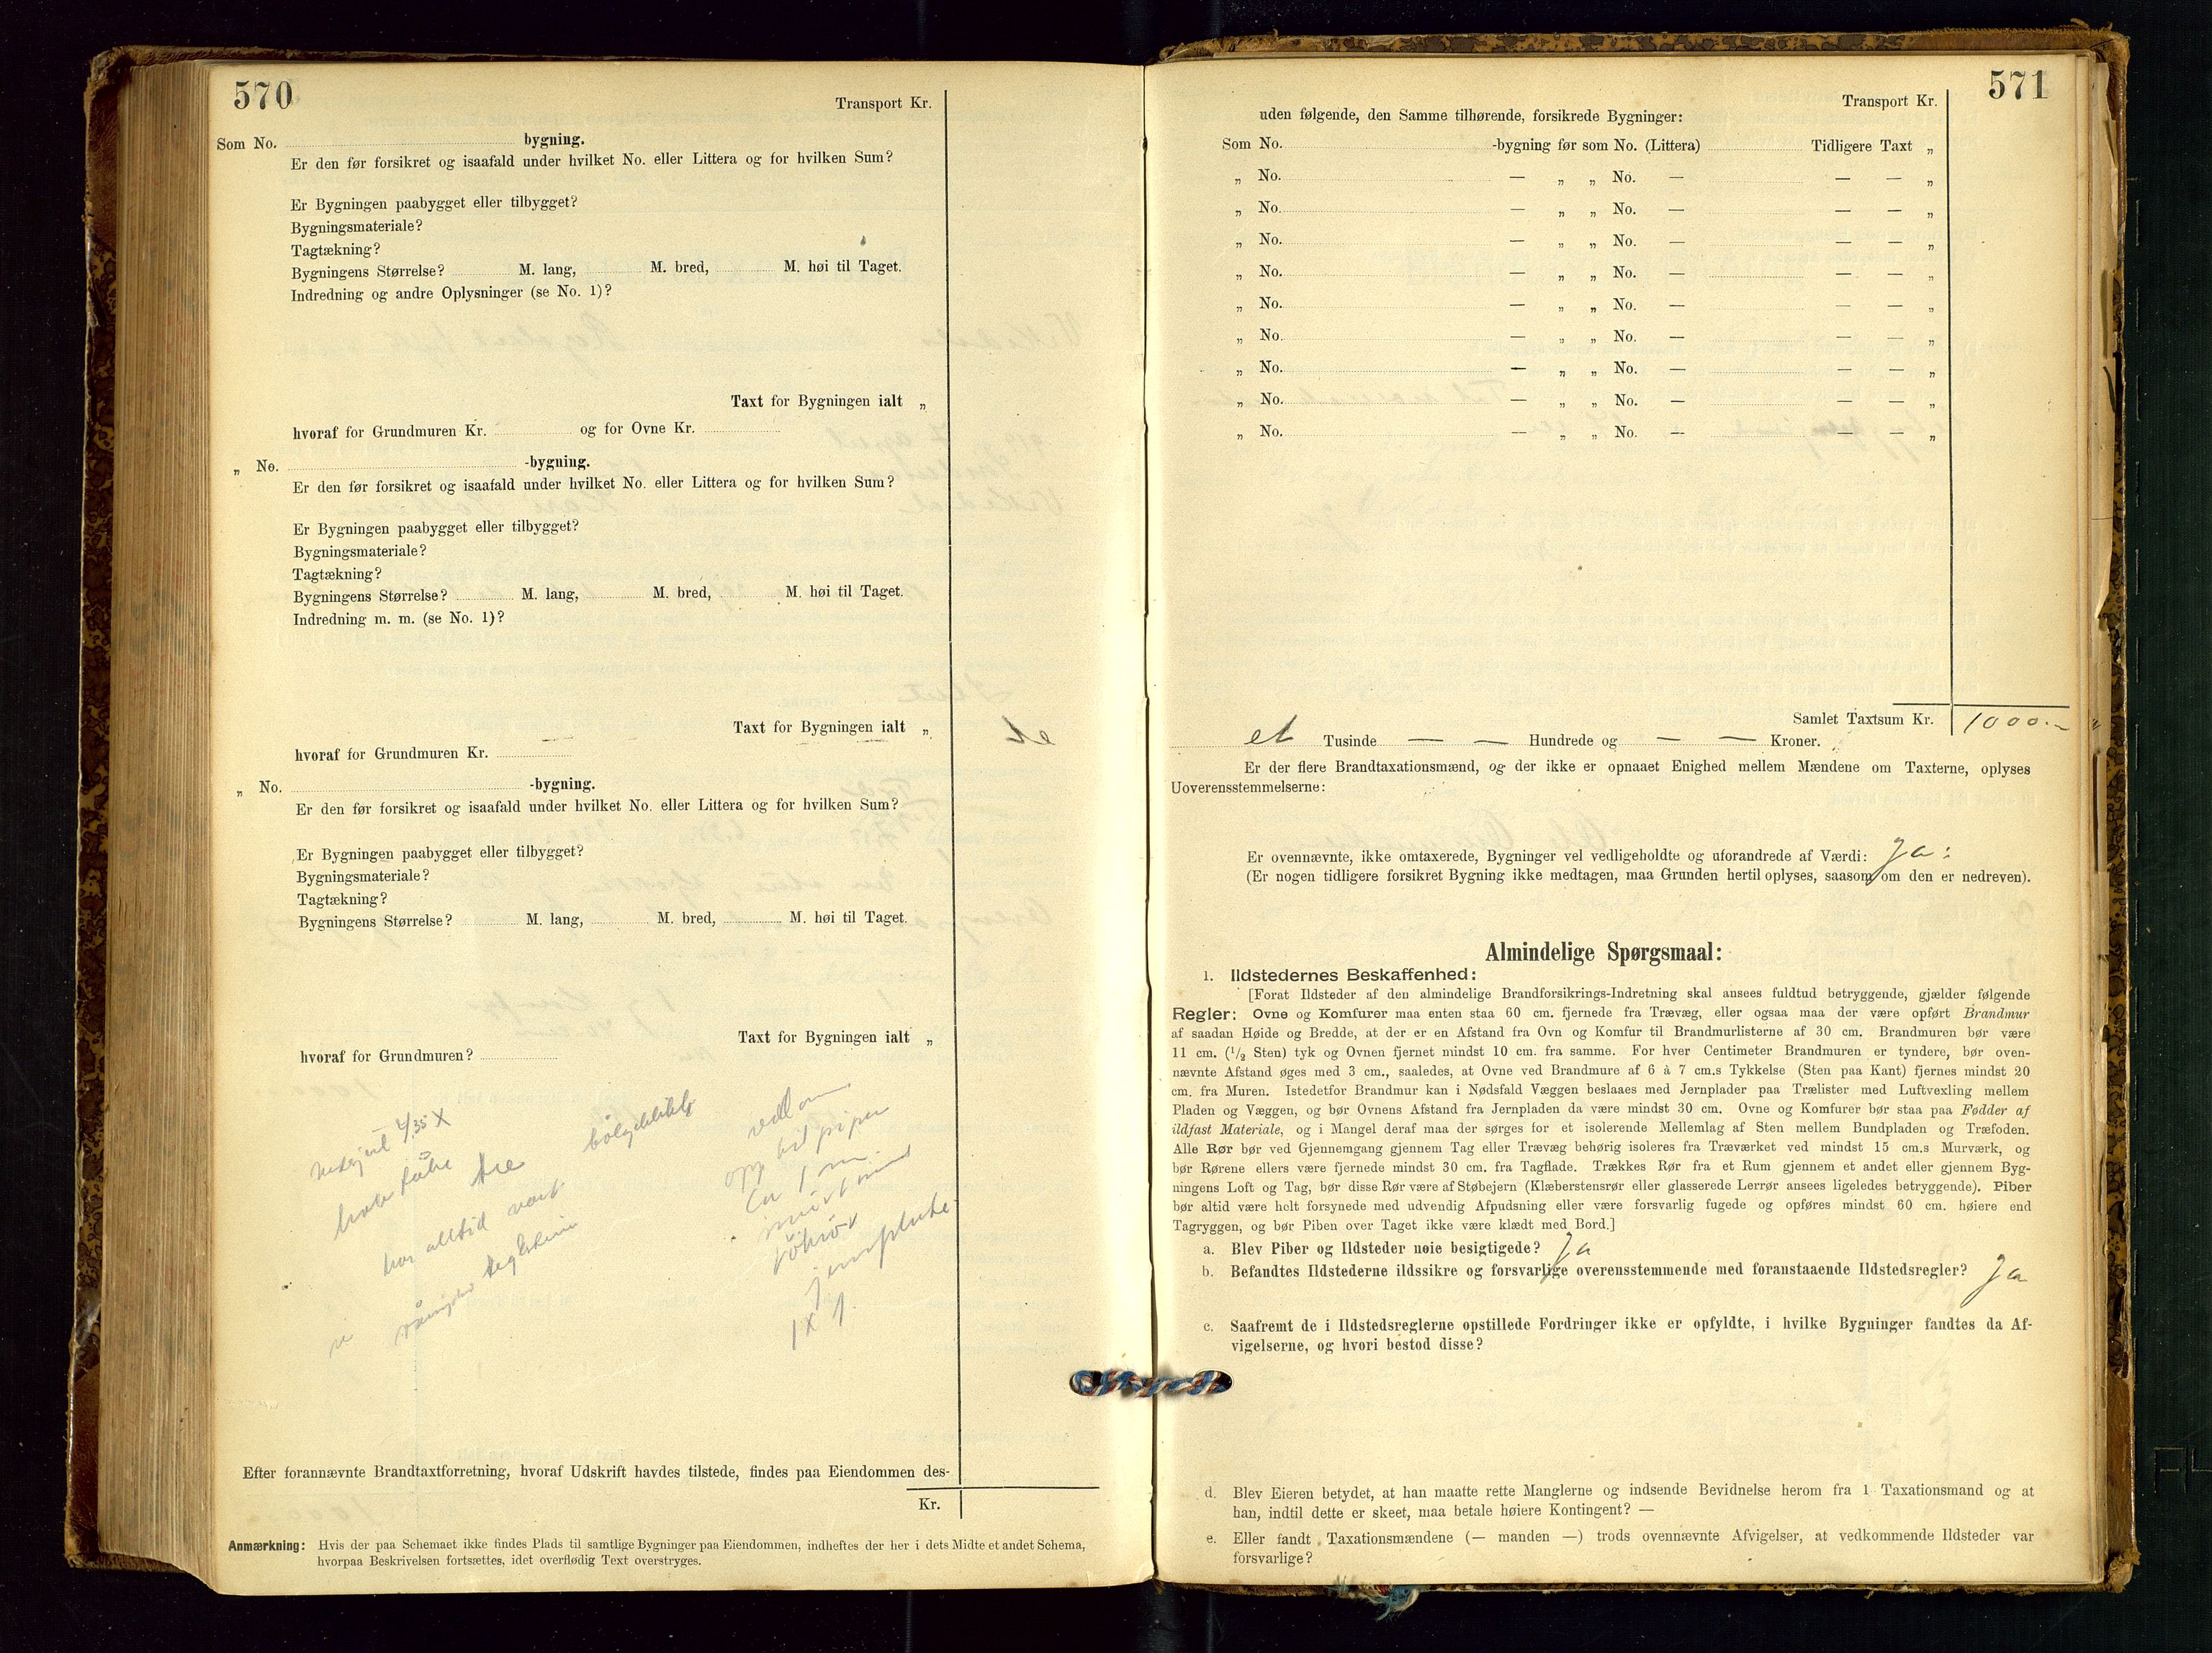 570
Transport Kr.
Som No. bygning.
Er den før forsikret og isaafald under hvilket No. eller Littera og for hvilken Sum?
Er Bygningen paabygget eller tilbygget?
Bygningsmateriale?
Tagtækning?
Bygningens Størrelse? M. lang, M. bred, M. høi til Taget.
Indredning og andre Oplysninger (se No. 1)?
Taxt for Bygningen ialt „
hvoraf for Grundmuren Kr. og for Ovne Kr.
„ No. -bygning.
Er den før forsikret og isaafald under hvilket No. eller Littera og for hvilken Sum?
Er Bygningen paabygget eller tilbygget?
Bygningsmateriale?
Tagtækning?
Bygningens Størrelse? M. lang, M. bred, M. høi til Taget.
Indredning m. m. (se No. 1)?
Taxt for Bygningen ialt „
hvoraf for Grundmuren Kr.
„ No. -bygning.
Er den før forsikret og isaafald under hvilket No. eller Littera og for hvilken Sum?
Er Bygningen paabygget eller tilbygget?
Bygningsmateriale?
Tagtækning?
Bygningens Størrelse? M. lang, M. bred, M. høi til Taget.
Taxt for Bygningen ialt „
hvoraf for Grundmuren?
har alltid vært
opp til pipen
1 m
jernplate
1 x 1
Efter forannævnte Brandtaxtforretning, hvoraf Udskrift havdes tilstede, findes paa Eiendommen des-
Kr.
Anmærkning: Hvis der paa Schemaet ikke findes Plads til samtlige Bygninger paa Eiendommen, indheftes der her i dets Midte et andet Schema,
hvorpaa Beskrivelsen fortsættes, idet overflødig Text overstryges.
571
Transport Kr.
uden følgende, den Samme tilhørende, forsikrede Bygninger:
Som No. -bygning før som No. (Littera) Tidligere Taxt „
„ No. — „ „ No. — — — „
„ No. — „ „ No. — — — „
„ No. — „ „ No. — — — „
„ No. — „ „ No. — — — „
„ No. — „ „ No. — — — „
„ No. — „ „ No. — — — „
„ No. — „ „ No. — — — „
„ No. — „ „ No. — — — „
„ No. — „ „ No. — — — „
Samlet Taxtsum Kr. 1000.-
et Tusinde — — Hundrede og — — Kroner.
Er der flere Brandtaxationsmænd, og der ikke er opnaaet Enighed mellem Mændene om Taxterne, oplyses
Uoverensstemmelserne:
Er ovennævnte, ikke omtaxerede, Bygninger vel vedligeholdte og uforandrede af Værdi: Ja:
(Er nogen tidligere forsikret Bygning ikke medtagen, maa Grunden hertil oplyses, saasom om den er nedreven).
Almindelige Spørgsmaal:
1. Ildstedernes Beskaffenhed:
[Forat Ildsteder af den almindelige Brandforsikrings-Indretning skal ansees fuldtud betryggende, gjælder følgende
Regler: Ovne og Komfurer maa enten staa 60 cm. fjernede fra Trævæg, eller ogsaa maa der være opført Brandmur
af saadan Høide og Bredde, at der er en Afstand fra Ovn og Komfur til Brandmurlisterne af 30 cm. Brandmuren bør være
11 cm. (1/2 Sten) tyk og Ovnen fjernet mindst 10 cm. fra samme. For hver Centimeter Brandmuren er tyndere, bør oven-
nævnte Afstand øges med 3 cm., saaledes, at Ovne ved Brandmure af 6 à 7 cm.s Tykkelse (Sten paa Kant) fjernes mindst 20
cm. fra Muren. Istedetfor Brandmur kan i Nødsfald Væggen beslaaes med Jernplader paa Trælister med Luftvexling mellem
Pladen og Væggen, og bør Ovnens Afstand fra Jernpladen da være mindst 30 cm. Ovne og Komfurer bør staa paa Fødder af
ildfast Materiale, og i Mangel deraf maa der sørges for et isolerende Mellemlag af Sten mellem Bundpladen og Træfoden.
Alle Rør bør ved Gjennemgang gjennem Tag eller Trævæg behørig isoleres fra Træværket ved mindst 15 cm.s Murværk, og
bør Rørene ellers være fjernede mindst 30 cm. fra Tagflade. Trækkes Rør fra et Rum gjennem et andet eller gjennem Byg-
ningens Loft og Tag, bør disse Rør være af Støbejern (Klæberstensrør eller glasserede Lerrør ansees ligeledes betryggende). Piber
bør altid være helt forsynede med udvendig Afpudsning eller være forsvarlig fugede og opføres mindst 60 cm. høiere end
Tagryggen, og bør Piben over Taget ikke være klædt med Bord.]
a. Blev Piber og Ildsteder nøie besigtigede? Ja
b. Befandtes Ildstederne ildssikre og forsvarlige overensstemmende med foranstaaende Ildstedsregler? Ja
c. Saafremt de i Ildstedsreglerne opstillede Fordringer ikke er opfyldte, i hvilke Bygninger fandtes da Af-
vigelserne, og hvori bestod disse?
d. Blev Eieren betydet, at han maatte rette Manglerne og indsende Bevidnelse herom fra 1 Taxationsmand og at
han, indtil dette er skeet, maa betale høiere Kontingent? —
e. Eller fandt Taxationsmændene (— manden —) trods ovennævnte Afvigelser, at vedkommende Ildsteder var
forsvarlige?